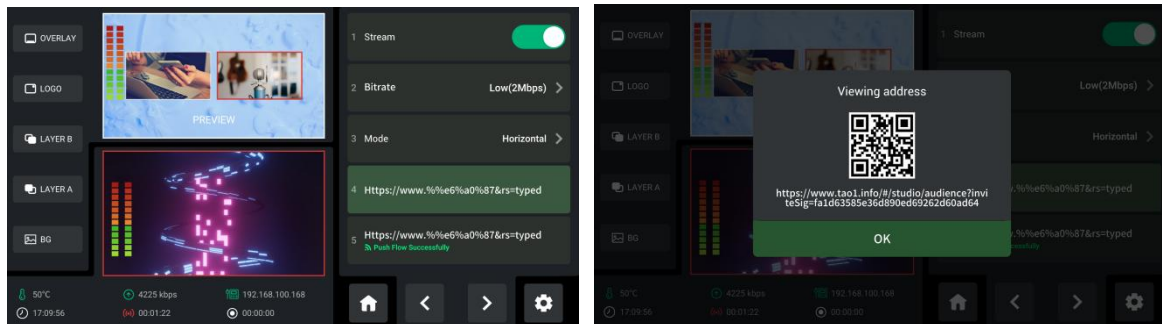 OVERLAY
LOGO
LAYER B
LAYER A
BG
PREVIEW
1 Stream
2 Bitrate Low(2Mbps) >
3 Mode Horizontal >
4 Https://www.%%e6%a0%87&rs=typed
5 Https://www.%%e6%a0%87&rs=typed
Push Flow Successfully
50°C 4225 kbps 192.168.100.168
17:09:56 00:01:22 00:00:00
OVERLAY
LOGO
LAYER B
LAYER A
BG
1 Stream
Low(2Mbps) >
Horizontal >
.%%e6%a0%87&rs=typed
.%%e6%a0%87&rs=typed
Viewing address
https://www.tao1.info/#/studio/audience?invi
teSig=fa1d63585e36d890ed69262d60ad64
OK
50°C 4225 kbps 192.168.100.168
17:09:56 00:01:22 00:00:00